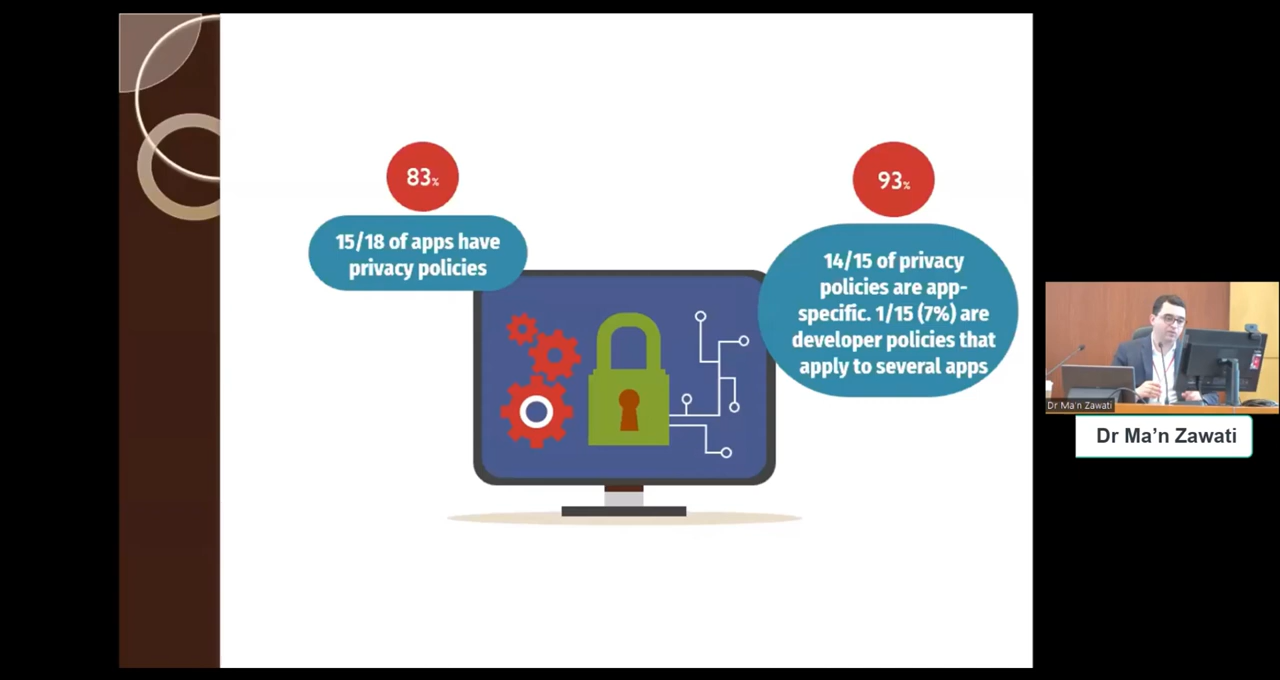 83%
15/18 of apps have
privacy policies
93%
14/15 of privacy
policies are app-
specific. 1/15 (7%) are
developer policies that
apply to several apps
Dr Ma'n Zawati
Dr Ma’n Zawati